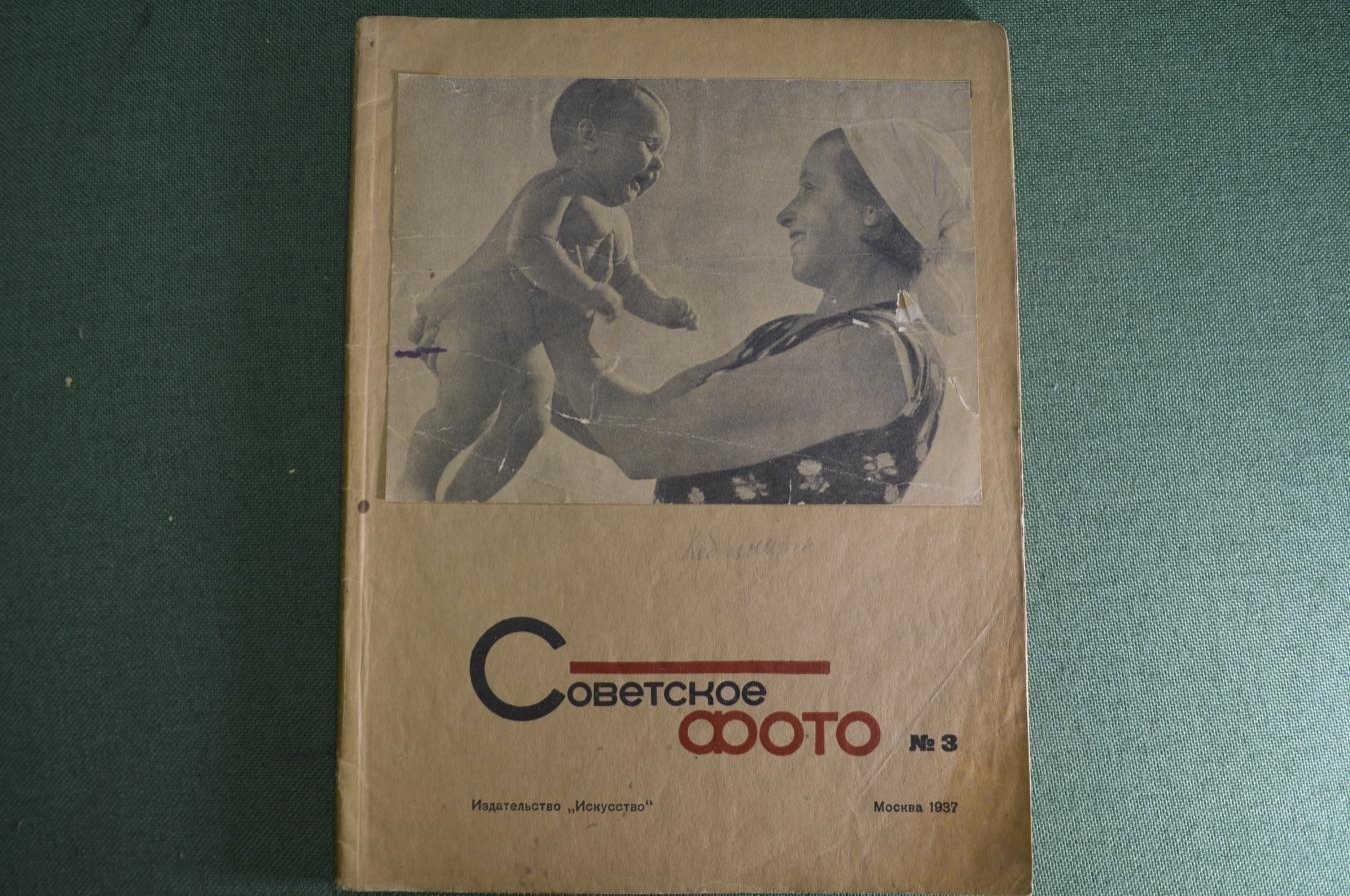 Советское
фото № 3
Издательство „Искусство“ Москва 1937